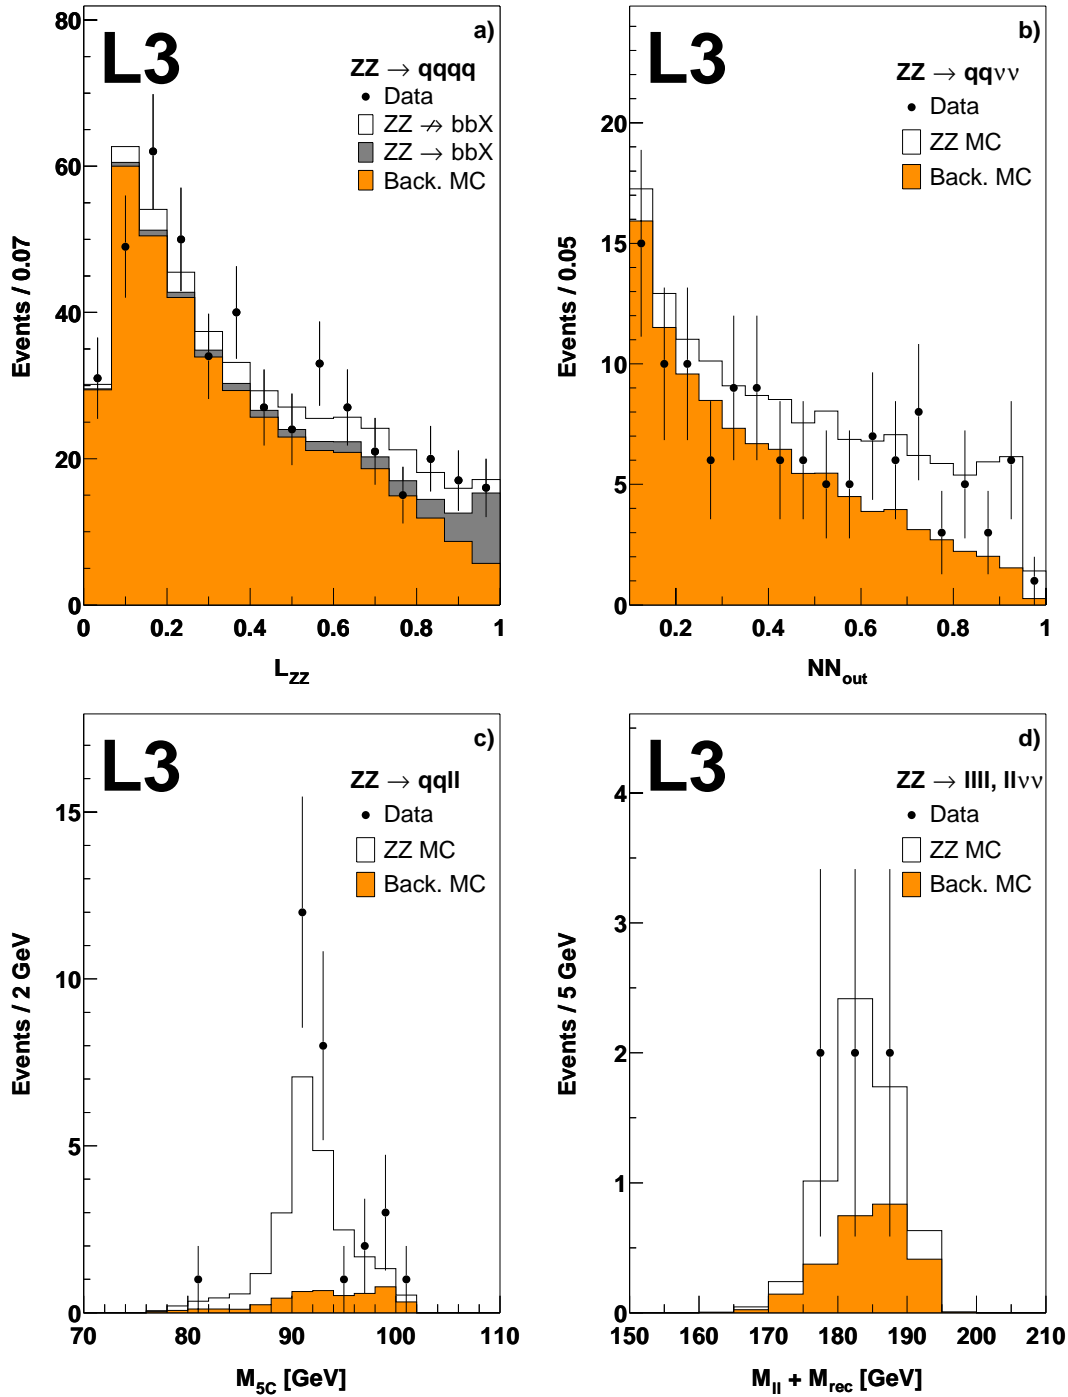 L3
a)
ZZ → qqqq
Data
ZZ ↛ bbX
ZZ → bbX
Back. MC
Events / 0.07
80
60
40
20
0
0 0.2 0.4 0.6 0.8 1
L_ZZ
L3
b)
ZZ → qqνν
Data
ZZ MC
Back. MC
Events / 0.05
20
15
10
5
0
0.2 0.4 0.6 0.8 1
NN_out
L3
c)
ZZ → qqll
Data
ZZ MC
Back. MC
Events / 2 GeV
15
10
5
0
70 80 90 100 110
M_5C [GeV]
L3
d)
ZZ → llll, llνν
Data
ZZ MC
Back. MC
Events / 5 GeV
4
3
2
1
0
150 160 170 180 190 200 210
M_ll + M_rec [GeV]